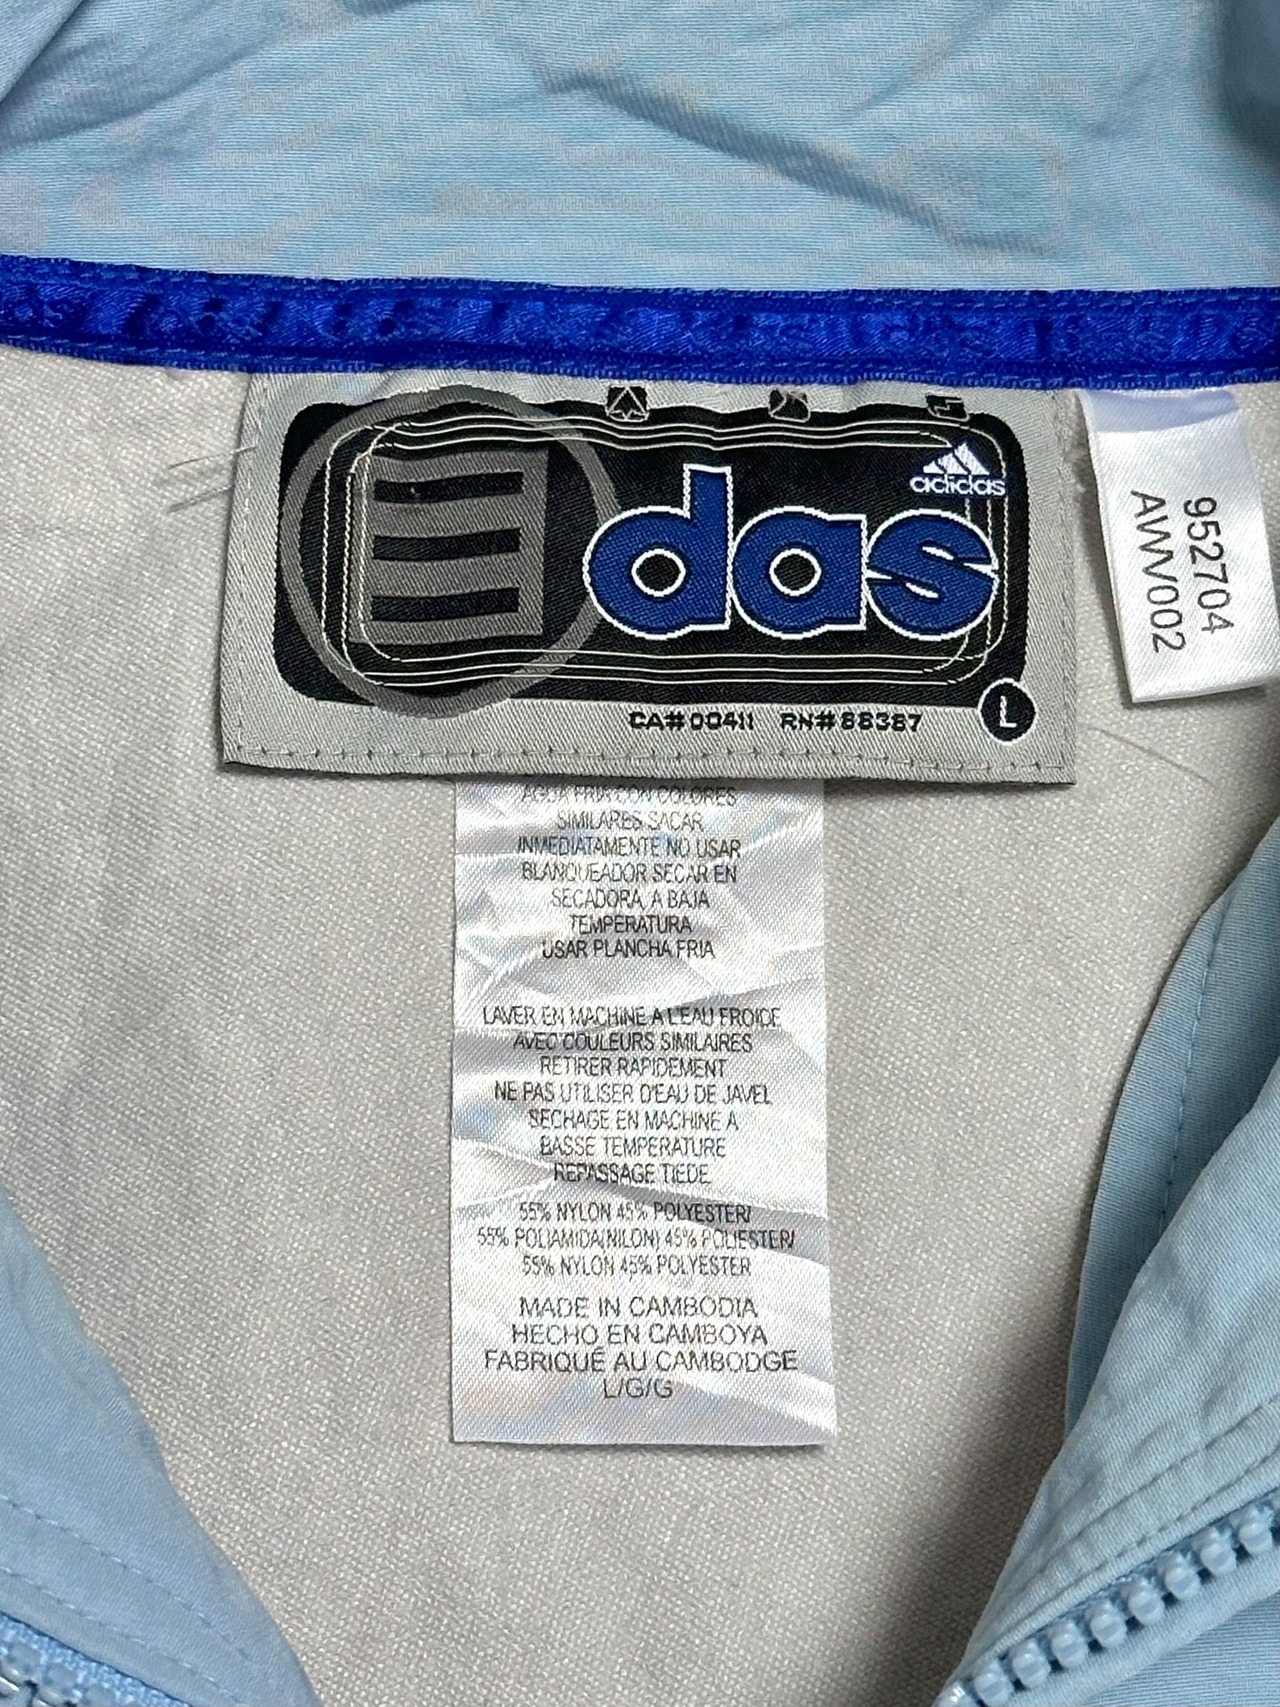 adidas
das
CA#00411 RN#88387
L
952704
AWV002
AGUA FRIA CON COLORES
SIMILARES SACAR
INMEDIATAMENTE NO USAR
BLANQUEADOR SECAR EN
SECADORA, A BAJA
TEMPERATURA
USAR PLANCHA FRIA
LAVER EN MACHINE A L'EAU FROIDE
AVEC COULEURS SIMILAIRES
RETIRER RAPIDEMENT
NE PAS UTILISER D'EAU DE JAVEL
SECHAGE EN MACHINE A
BASSE TEMPERATURE
REPASSAGE TIEDE
55% NYLON 45% POLYESTER/
55% POLIAMIDA(NILON) 45% POLIESTER/
55% NYLON 45% POLYESTER
MADE IN CAMBODIA
HECHO EN CAMBOYA
FABRIQUÉ AU CAMBODGE
L/G/G